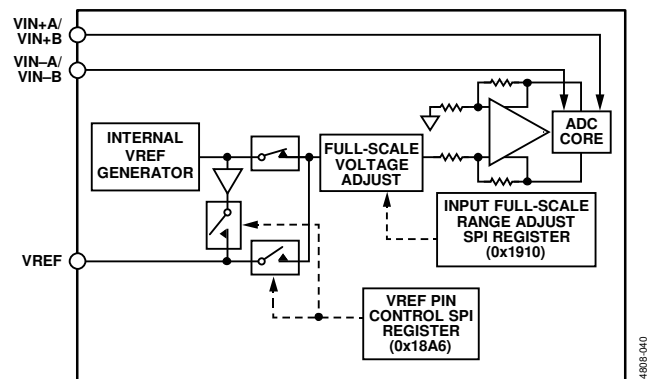 VIN+A/
VIN+B
VIN–A/
VIN–B
INTERNAL
VREF
GENERATOR
FULL-SCALE
VOLTAGE
ADJUST
ADC
CORE
INPUT FULL-SCALE
RANGE ADJUST
SPI REGISTER
(0x1910)
VREF
VREF PIN
CONTROL SPI
REGISTER
(0x18A6)
4808-040